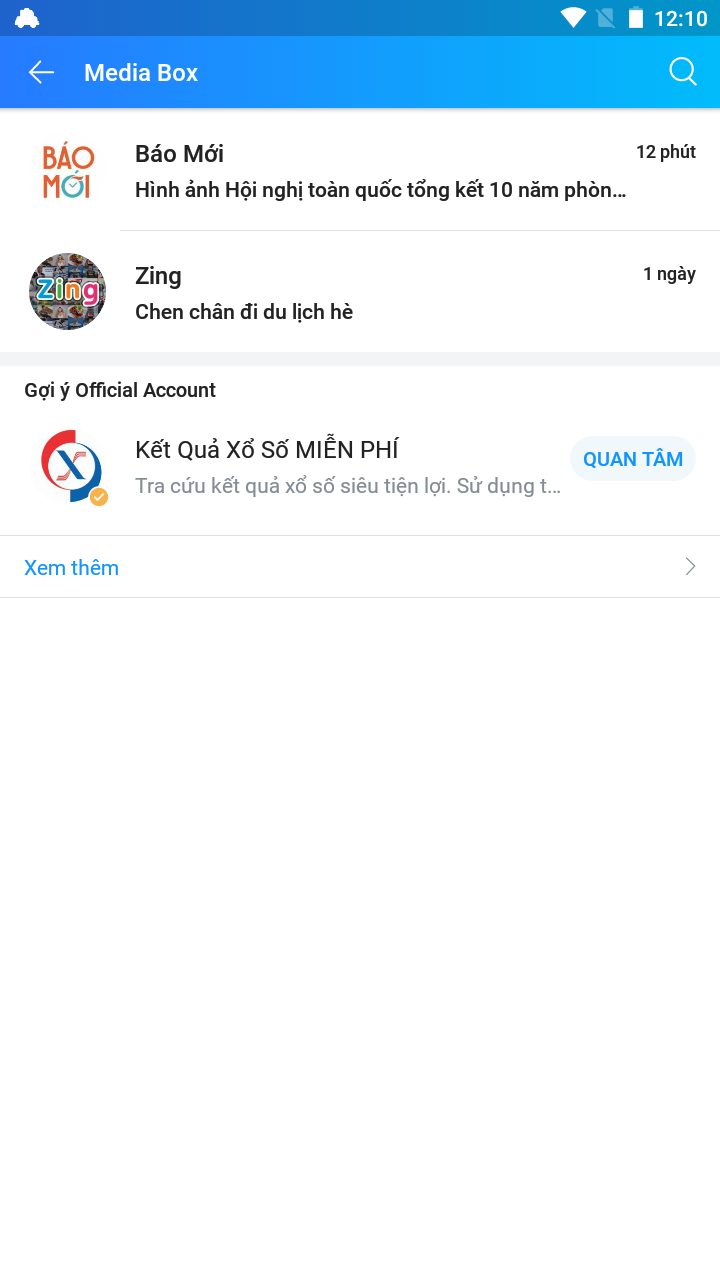 12:10
Media Box
BÁO
MỚI
Báo Mới
12 phút
Hình ảnh Hội nghị toàn quốc tổng kết 10 năm phòn...
Zing
Zing
1 ngày
Chen chân đi du lịch hè
Gợi ý Official Account
X
Kết Quả Xổ Số MIỄN PHÍ
QUAN TÂM
Tra cứu kết quả xổ số siêu tiện lợi. Sử dụng t...
Xem thêm